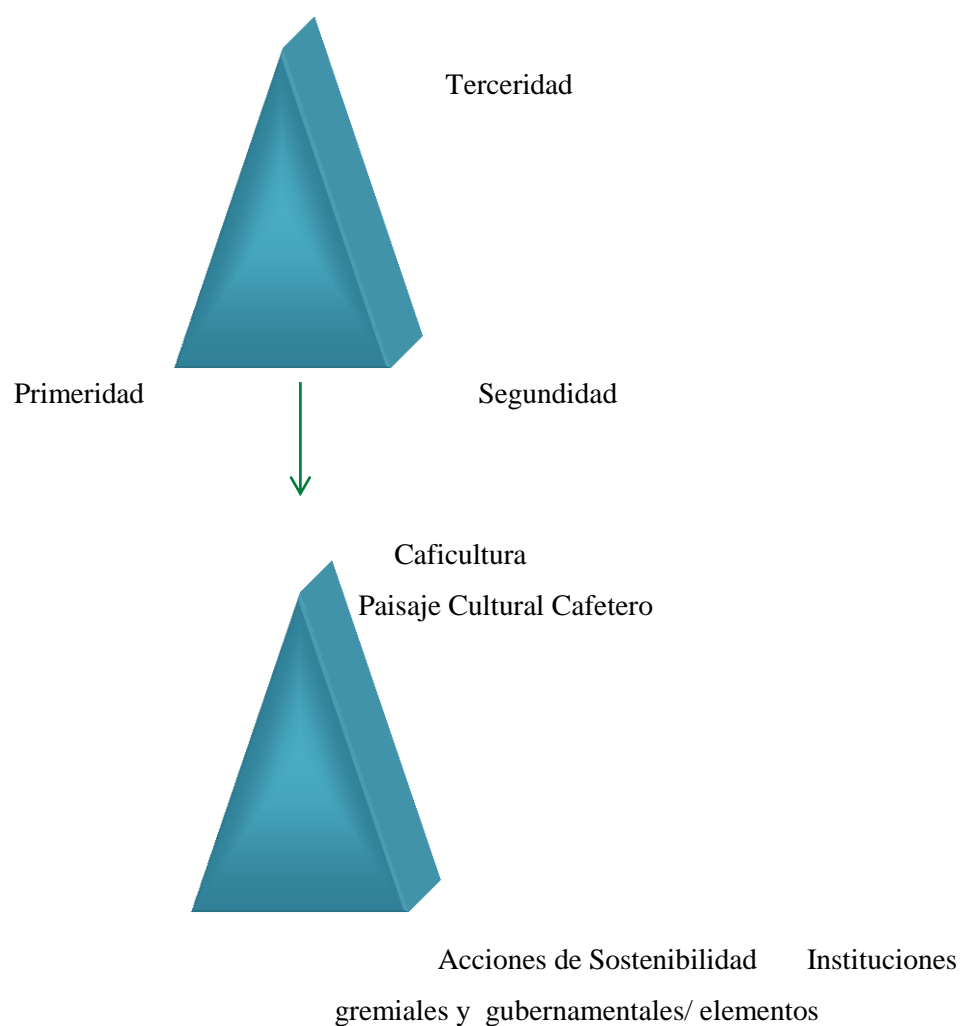 Terceridad
Primeridad Segundidad
Caficultura
Paisaje Cultural Cafetero
Acciones de Sostenibilidad Instituciones
gremiales y gubernamentales/ elementos